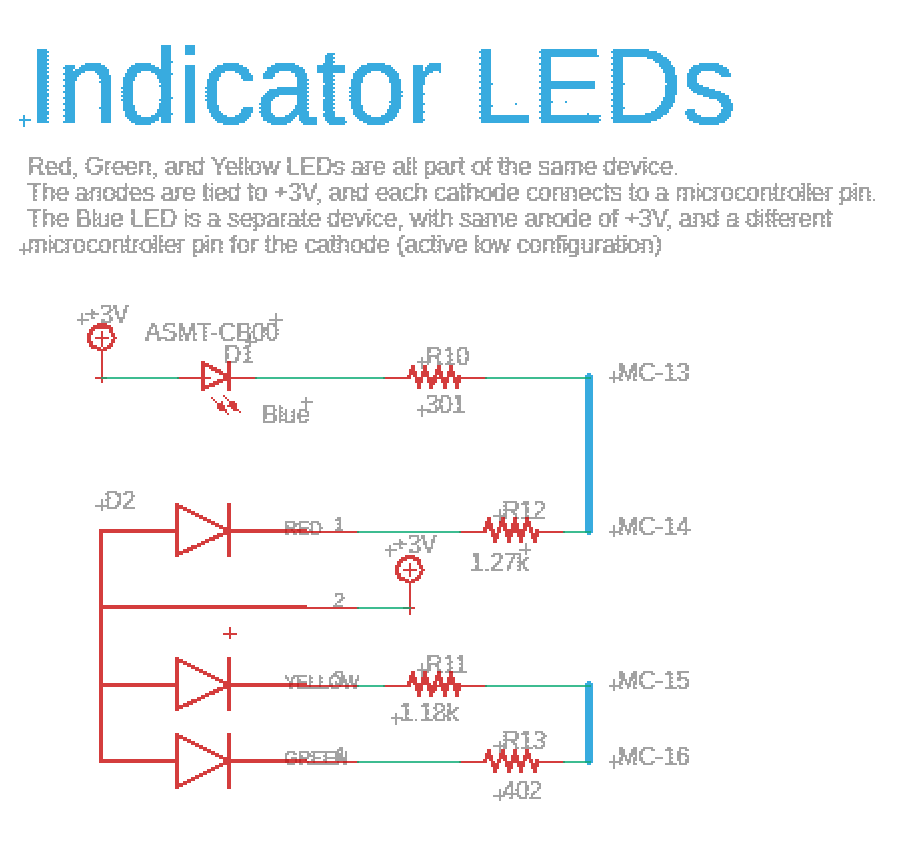 Indicator LEDs
Red, Green, and Yellow LEDs are all part of the same device.
The anodes are tied to +3V, and each cathode connects to a microcontroller pin.
The Blue LED is a separate device, with same anode of +3V, and a different
microcontroller pin for the cathode (active low configuration)
+3V
ASMT-CB00
D1
Blue
R10
301
MC-13
D2
RED 1
R12
1.27k
MC-14
+3V
2
YELLOW 3
R11
1.18k
MC-15
GREEN 4
R13
402
MC-16